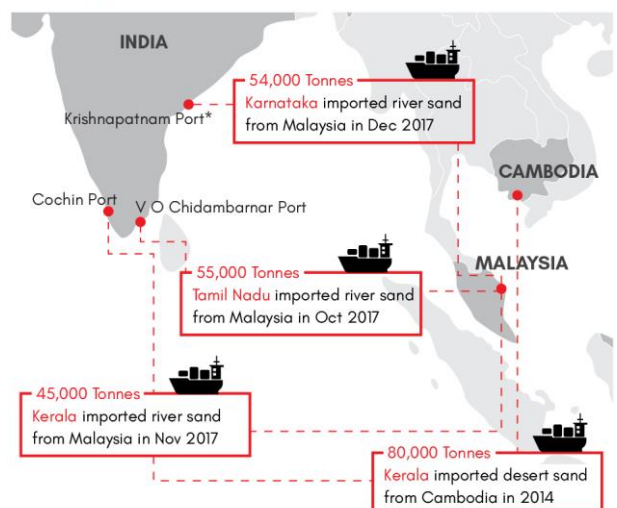 INDIA
54,000 Tonnes
Karnataka imported river sand
from Malaysia in Dec 2017
Krishnapatnam Port*
CAMBODIA
Cochin Port
V O Chidambarnar Port
MALAYSIA
55,000 Tonnes
Tamil Nadu imported river sand
from Malaysia in Oct 2017
45,000 Tonnes
Kerala imported river sand
from Malaysia in Nov 2017
80,000 Tonnes
Kerala imported desert sand
from Cambodia in 2014